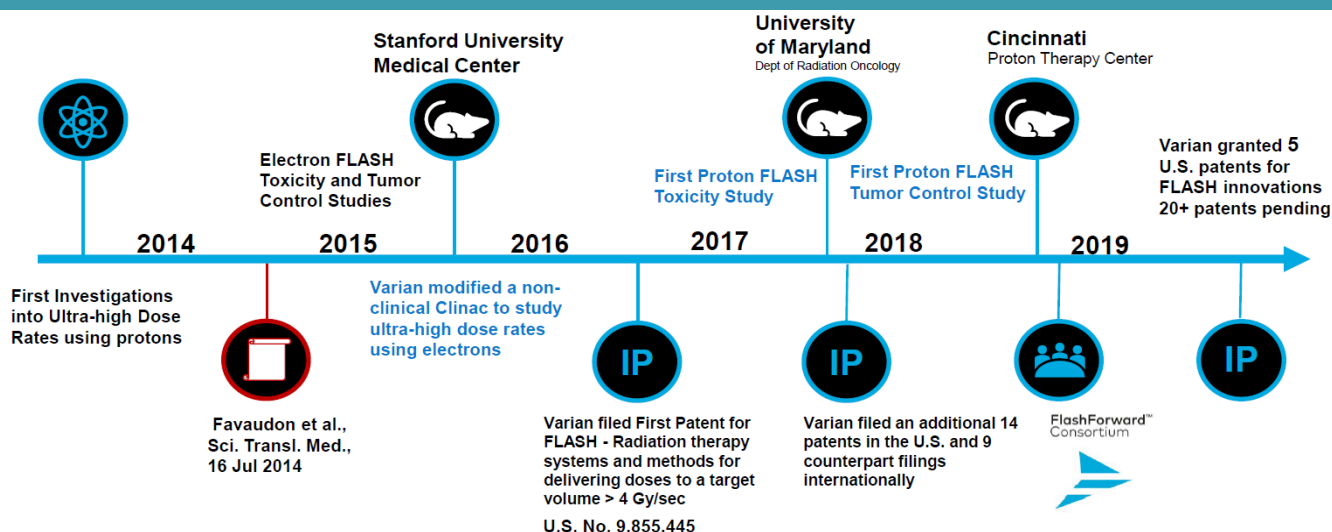 Stanford University
Medical Center
University
of Maryland
Dept of Radiation Oncology
Cincinnati
Proton Therapy Center
Electron FLASH
Toxicity and Tumor
Control Studies
First Proton FLASH
Toxicity Study
First Proton FLASH
Tumor Control Study
Varian granted 5
U.S. patents for
FLASH innovations
20+ patents pending
2014
2015
2016
2017
2018
2019
First Investigations
into Ultra-high Dose
Rates using protons
Favaudon et al.,
Sci. Transl. Med.,
16 Jul 2014
Varian modified a non-
clinical Clinac to study
ultra-high dose rates
using electrons
IP
Varian filed First Patent for
FLASH - Radiation therapy
systems and methods for
delivering doses to a target
volume > 4 Gy/sec
U.S. No. 9,855,445
IP
Varian filed an additional 14
patents in the U.S. and 9
counterpart filings
internationally
FlashForward™
Consortium
IP